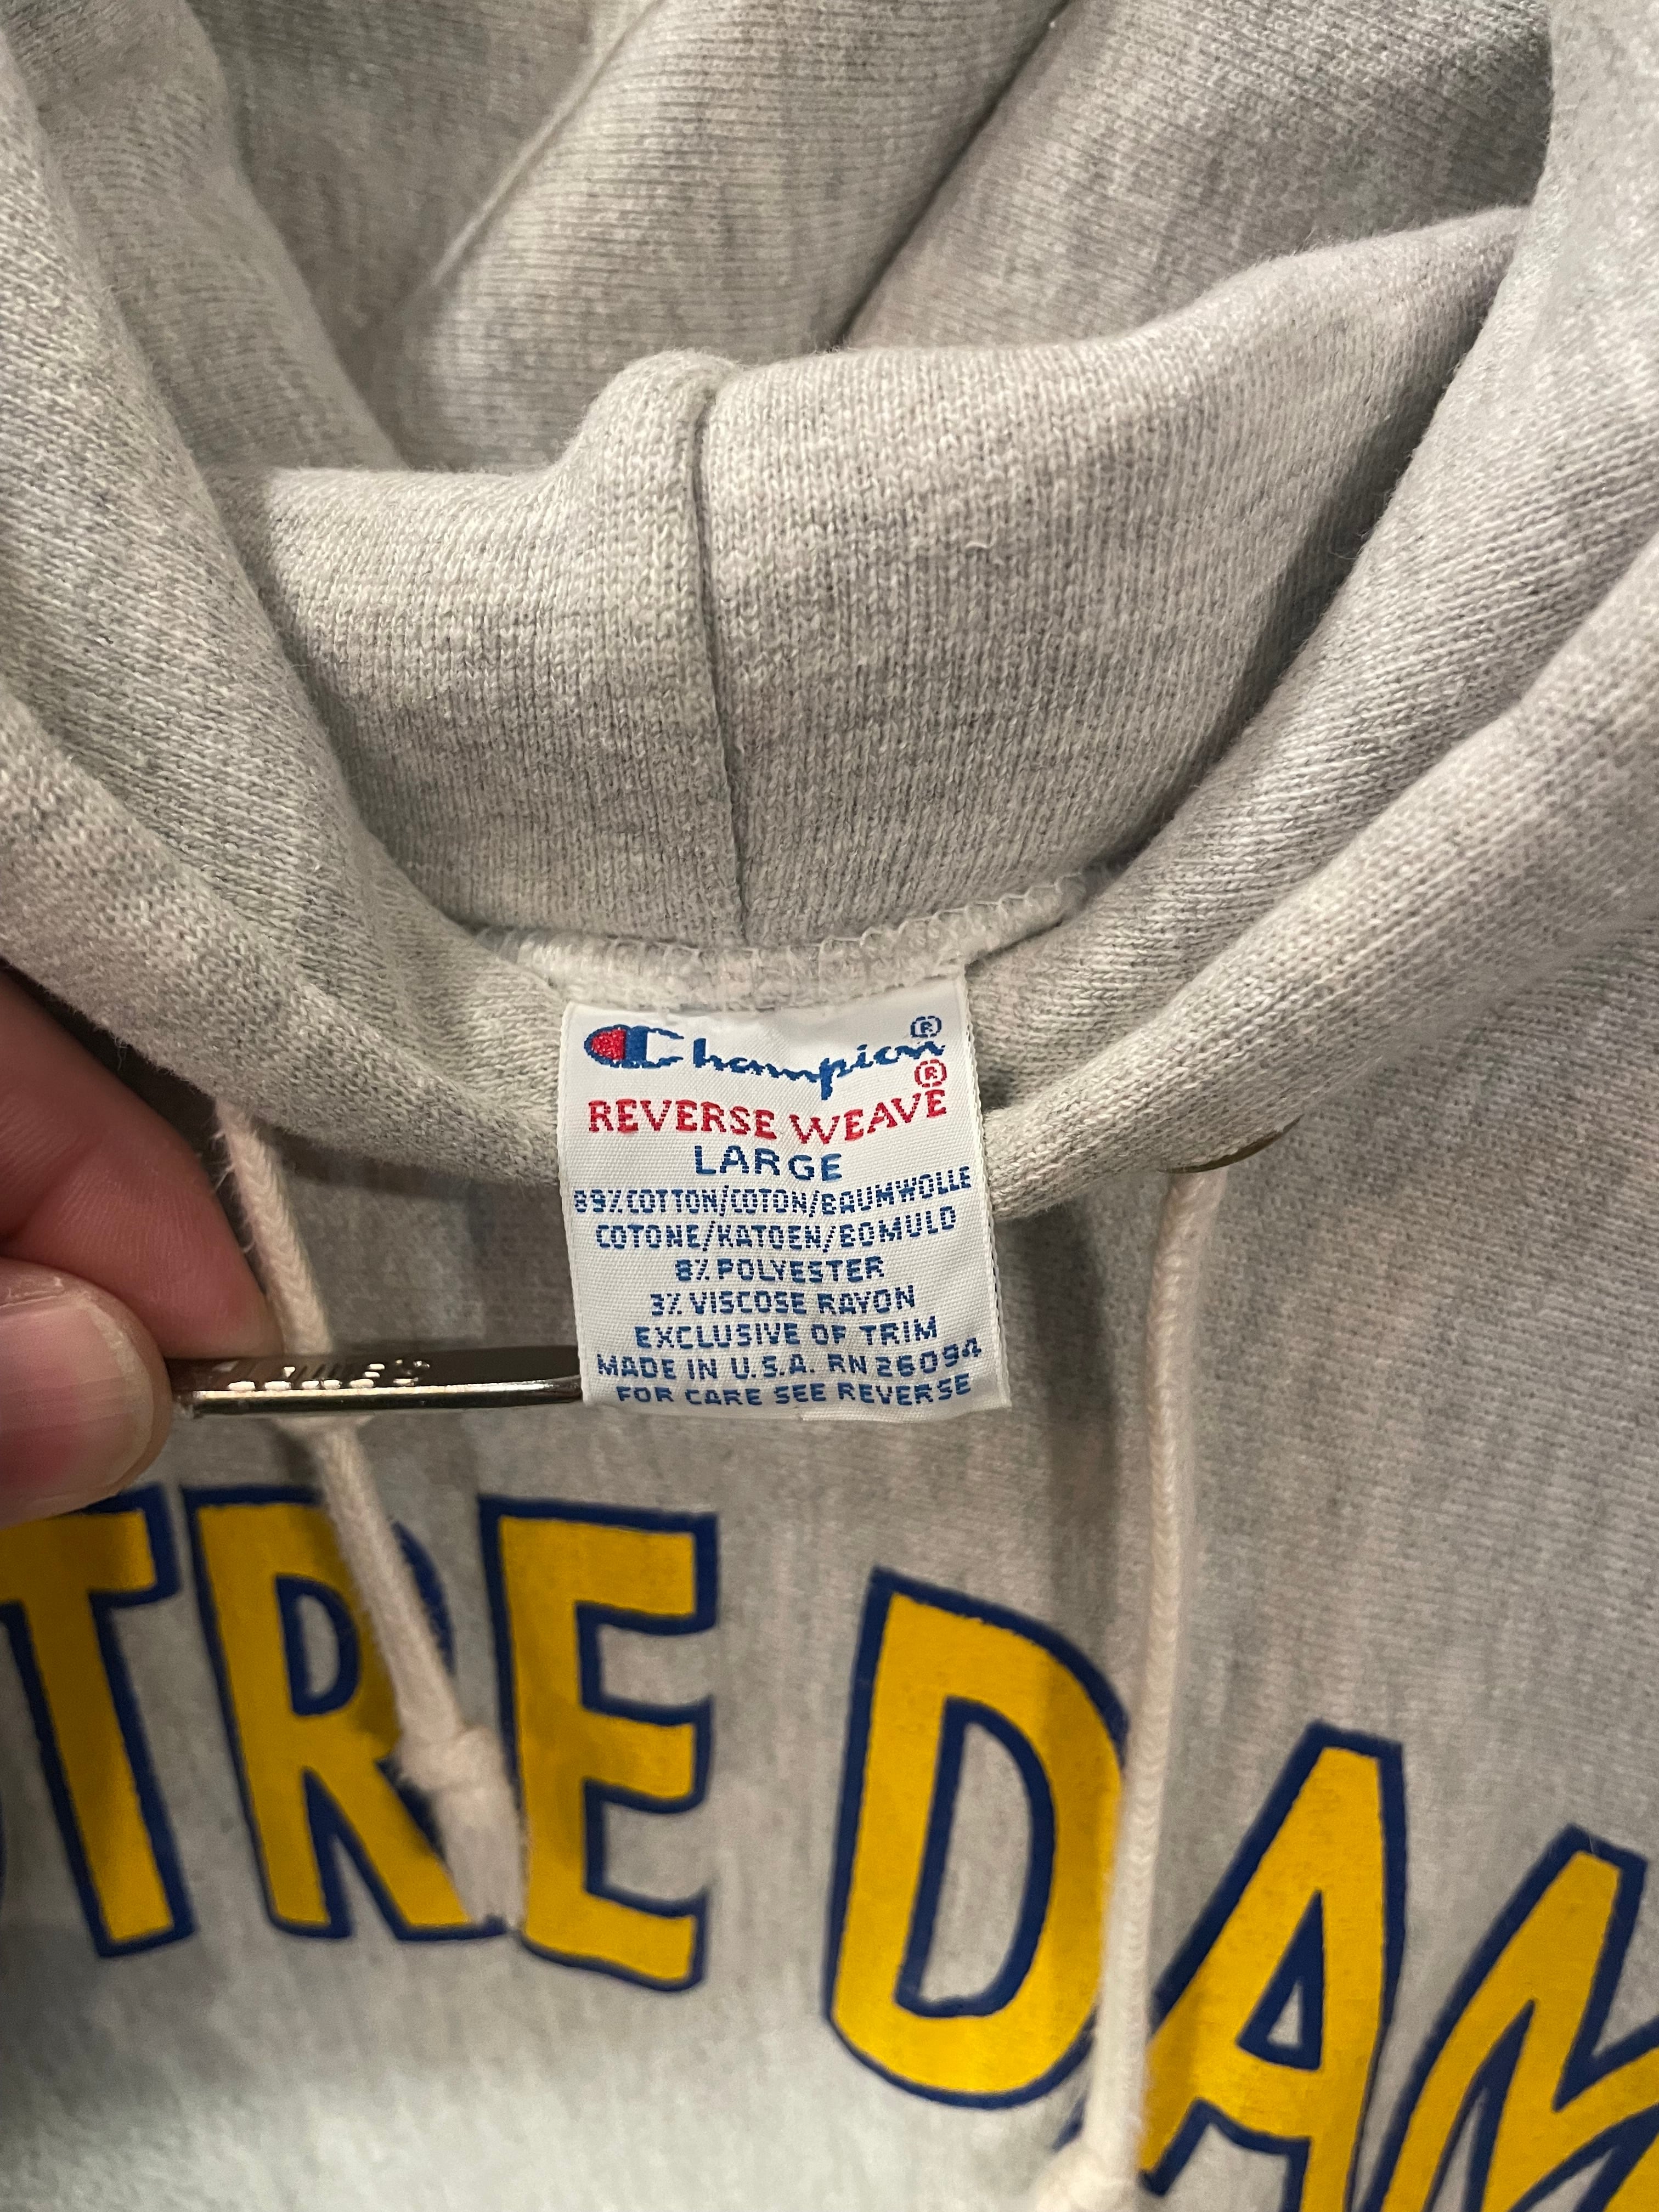 Champion®
REVERSE WEAVE®
LARGE
89% COTTON/COTON/BAUMWOLLE
COTONE/KATOEN/BOMULD
8% POLYESTER
3% VISCOSE RAYON
EXCLUSIVE OF TRIM
MADE IN U.S.A. RN 26094
FOR CARE SEE REVERSE
TRE DAM